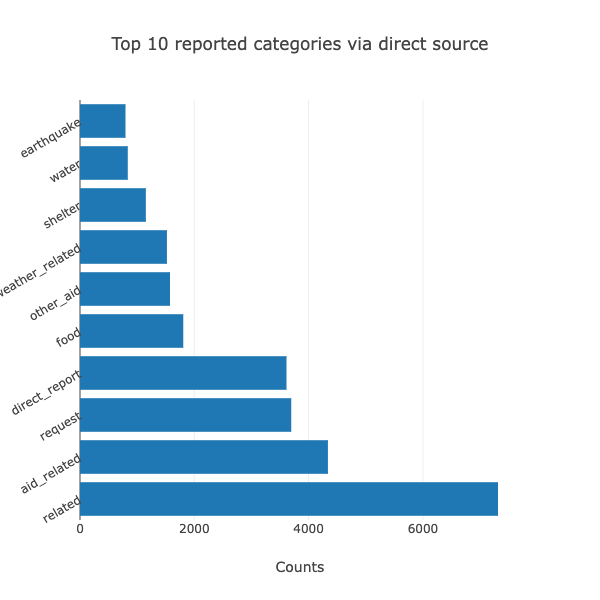 Top 10 reported categories via direct source
earthquake
water
shelter
weather_related
other_aid
food
direct_report
request
aid_related
related
0 2000 4000 6000
Counts